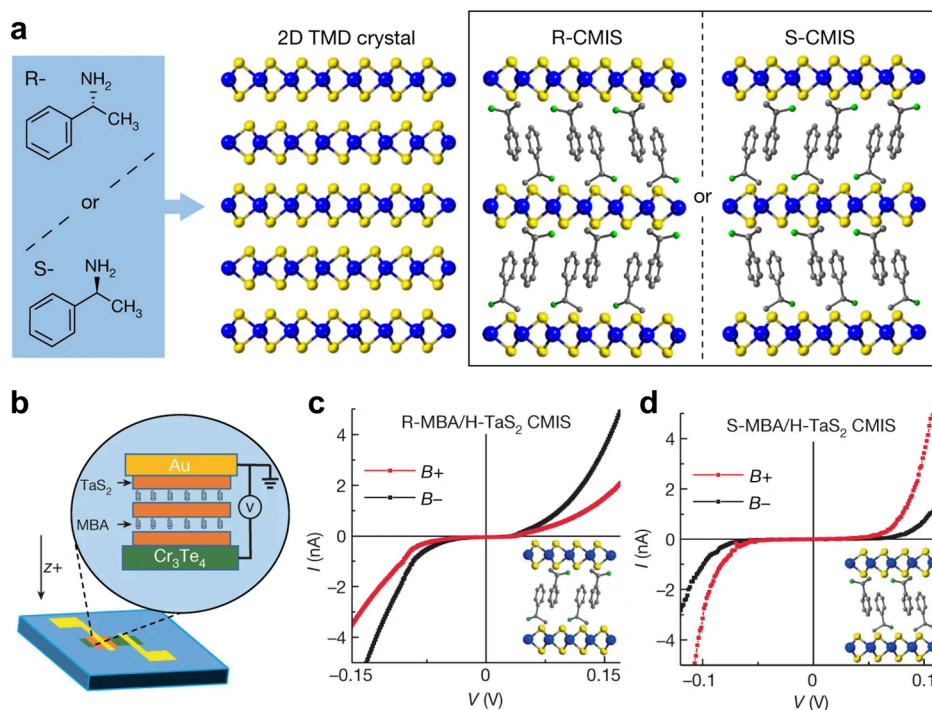 a
R-
NH₂
CH₃
or
S-
NH₂
CH₃
2D TMD crystal
R-CMIS
S-CMIS
or
b
Au
TaS₂
MBA
Cr₃Te₄
V
z+
c
R-MBA/H-TaS₂ CMIS
B+
B−
I (nA)
4
2
0
−2
−4
−0.15
0
0.15
V (V)
d
S-MBA/H-TaS₂ CMIS
B+
B−
I (nA)
4
2
0
−2
−4
−0.1
0
0.1
V (V)